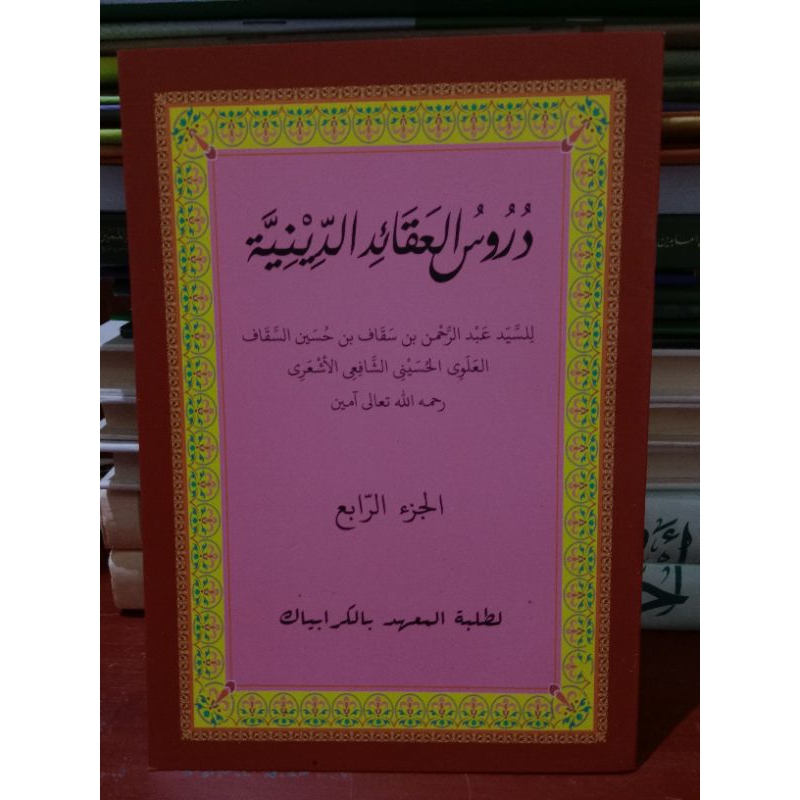 دُرُوسُ العَقَائِدِ الدِّيْنِيَّة
لِلسَّيّد عَبْد الرَّحْمن بن سَقَاف بن حُسَين السَّقَاف
العَلَوِى الحُسَيْنِى الشَّافِعِى الأَشْعَرِى
رحمه الله تعالى آمين
الجزء الرّابع
لطلبة المعهد بالكرابياك